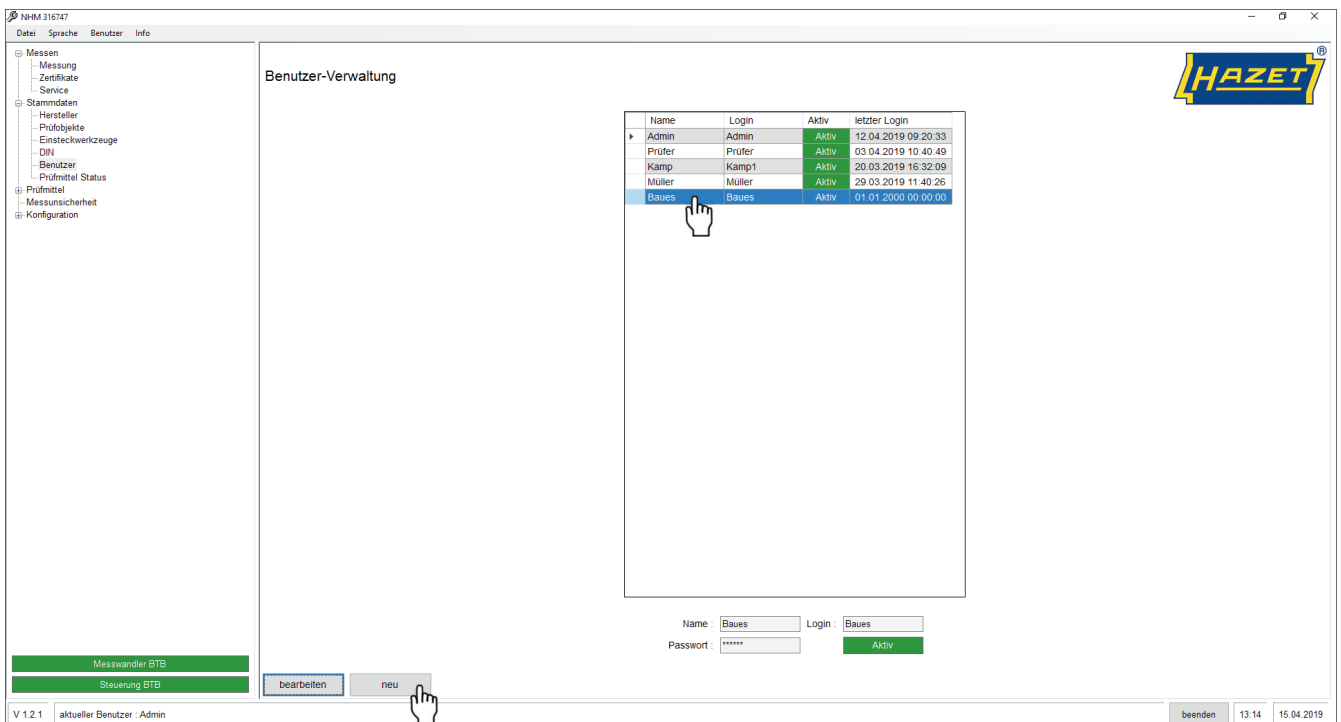 NHM 316747
Datei Sprache Benutzer Info
Messen
Messung
Zertifikate
Service
Stammdaten
Hersteller
Prüfobjekte
Einsteckwerkzeuge
DIN
Benutzer
Prüfmittel Status
Prüfmittel
Messunsicherheit
Konfiguration
Messwandler BTB
Steuerung BTB
Benutzer-Verwaltung
HAZET ®
Name Login Aktiv letzter Login
Admin Admin Aktiv 12.04.2019 09:20:33
Prüfer Prüfer Aktiv 03.04.2019 10:40:49
Kamp Kamp1 Aktiv 20.03.2019 16:32:09
Müller Müller Aktiv 29.03.2019 11:40:26
Baues Baues Aktiv 01.01.2000 00:00:00
Name : Baues Login : Baues
Passwort : ****** Aktiv
bearbeiten neu
V 1.2.1 aktueller Benutzer : Admin beenden 13:14 15.04.2019